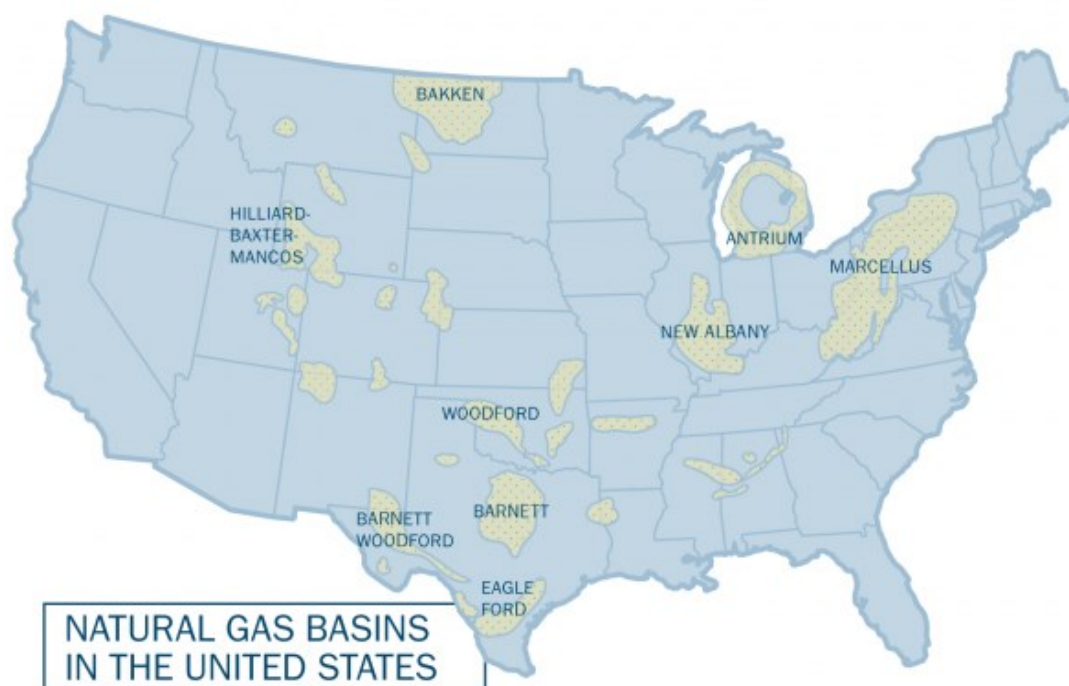 BAKKEN
HILLIARD-
BAXTER-
MANCOS
ANTRIUM
MARCELLUS
NEW ALBANY
WOODFORD
BARNETT
WOODFORD
BARNETT
EAGLE
FORD
NATURAL GAS BASINS
IN THE UNITED STATES